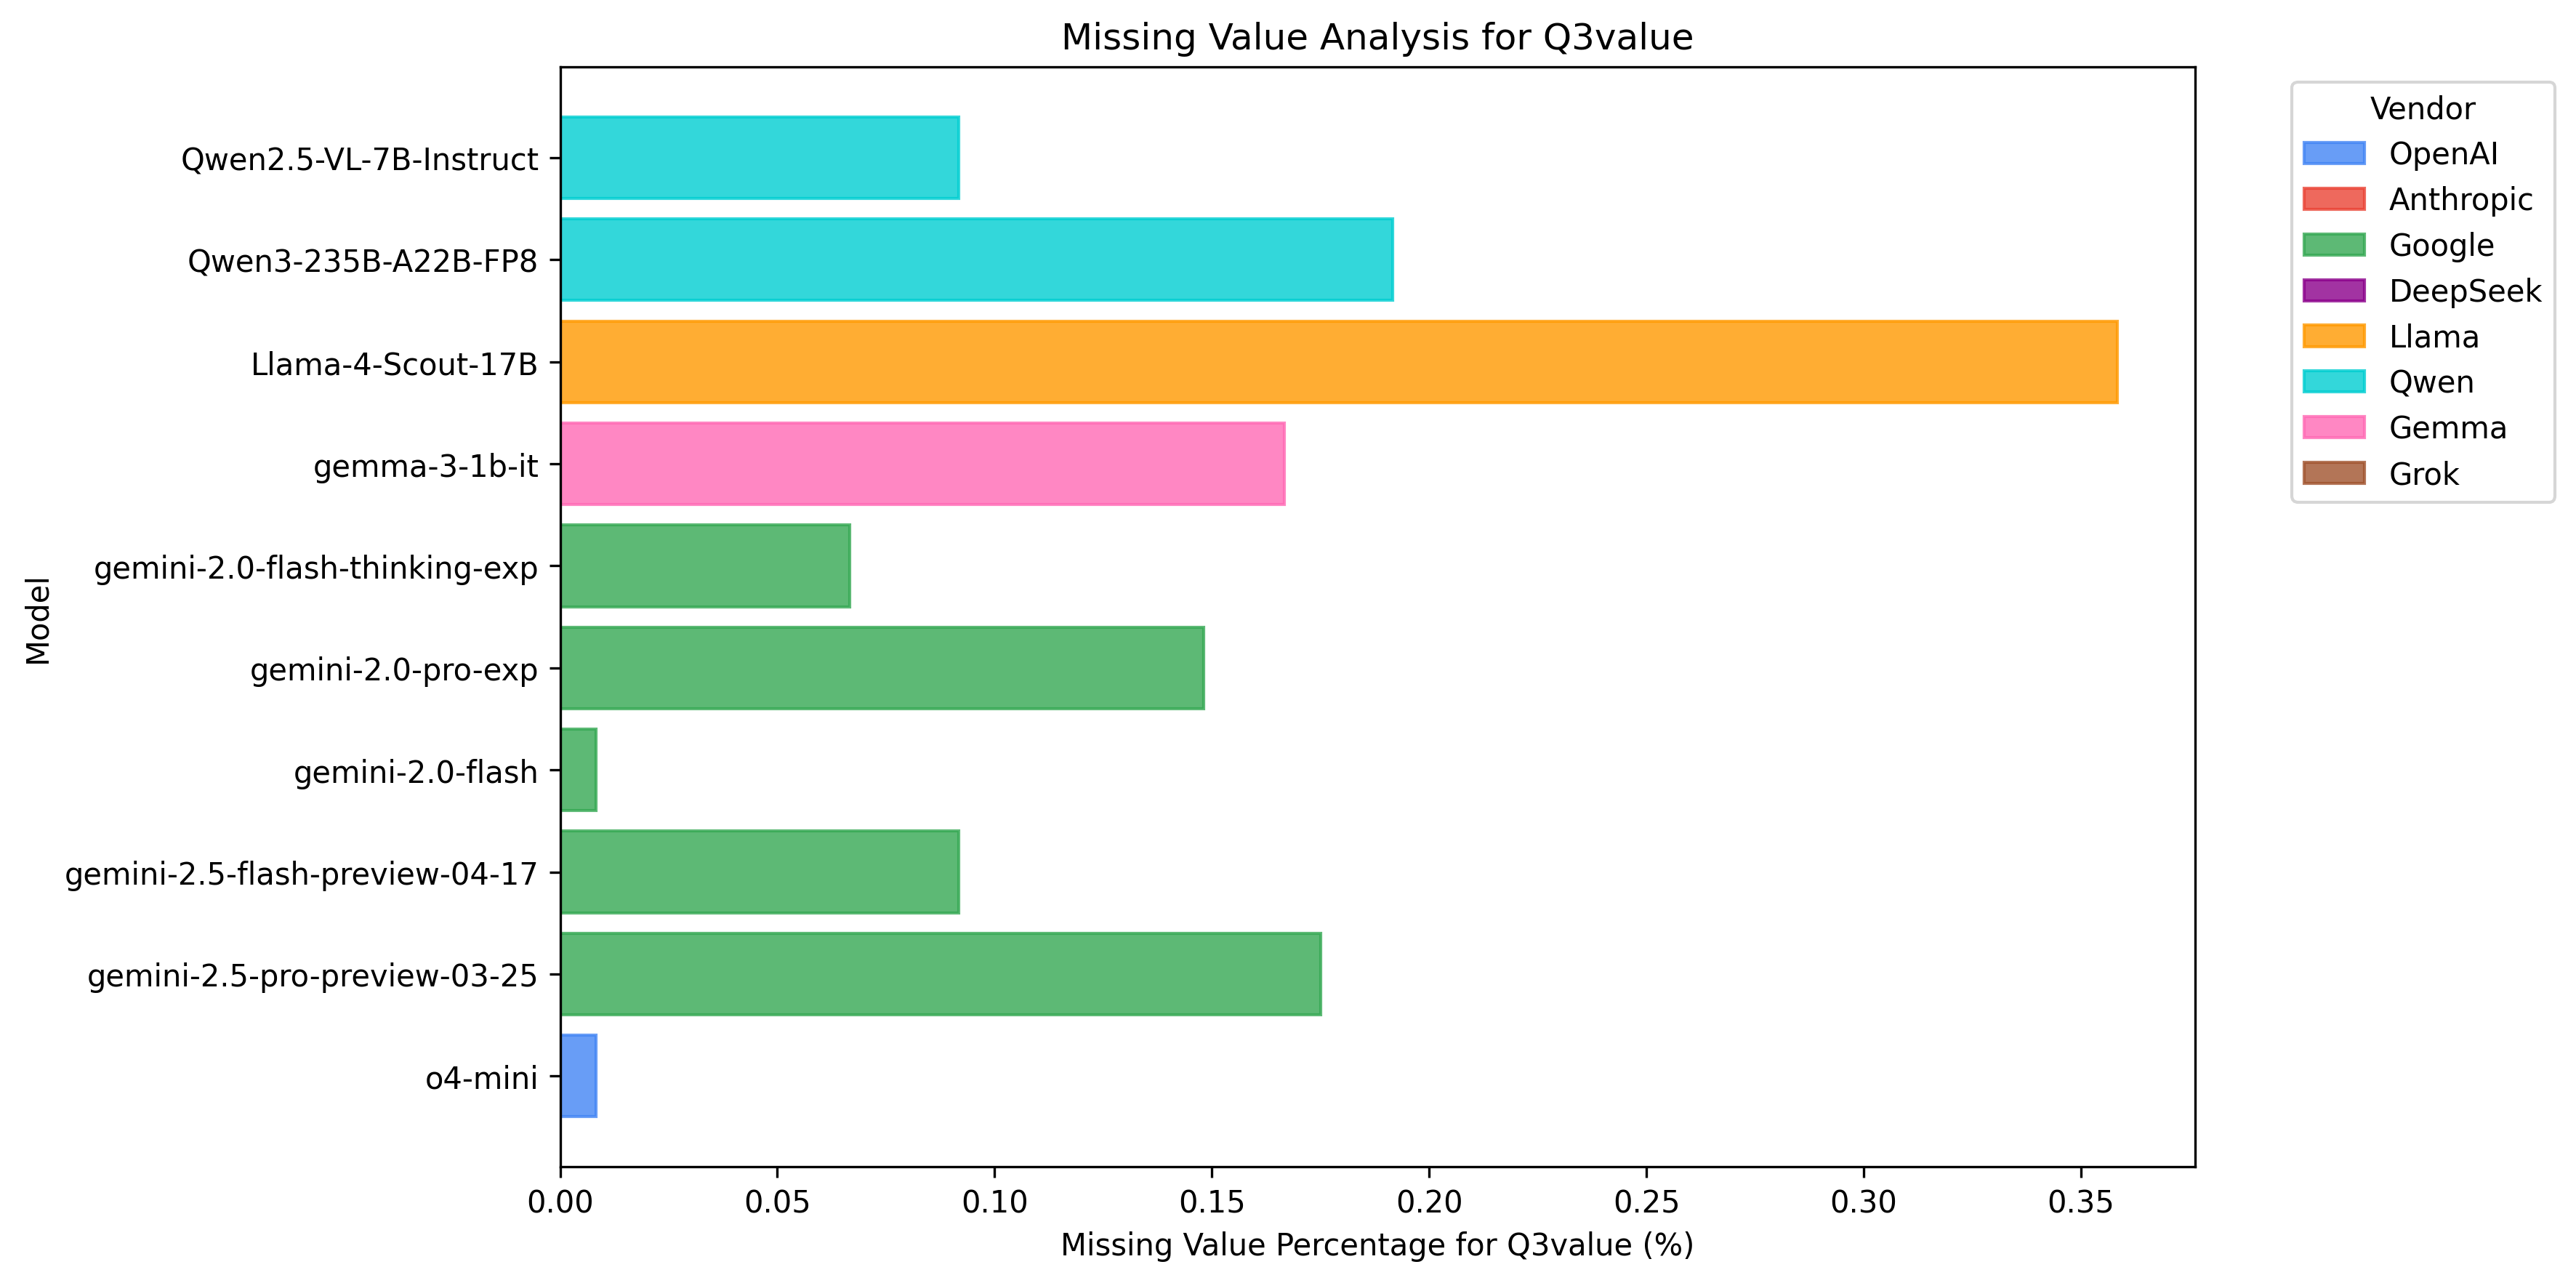 Missing Value Analysis for Q3value
Vendor
OpenAI
Anthropic
Google
DeepSeek
Llama
Qwen
Gemma
Grok
Model
Qwen2.5-VL-7B-Instruct
Qwen3-235B-A22B-FP8
Llama-4-Scout-17B
gemma-3-1b-it
gemini-2.0-flash-thinking-exp
gemini-2.0-pro-exp
gemini-2.0-flash
gemini-2.5-flash-preview-04-17
gemini-2.5-pro-preview-03-25
o4-mini
0.00 0.05 0.10 0.15 0.20 0.25 0.30 0.35
Missing Value Percentage for Q3value (%)